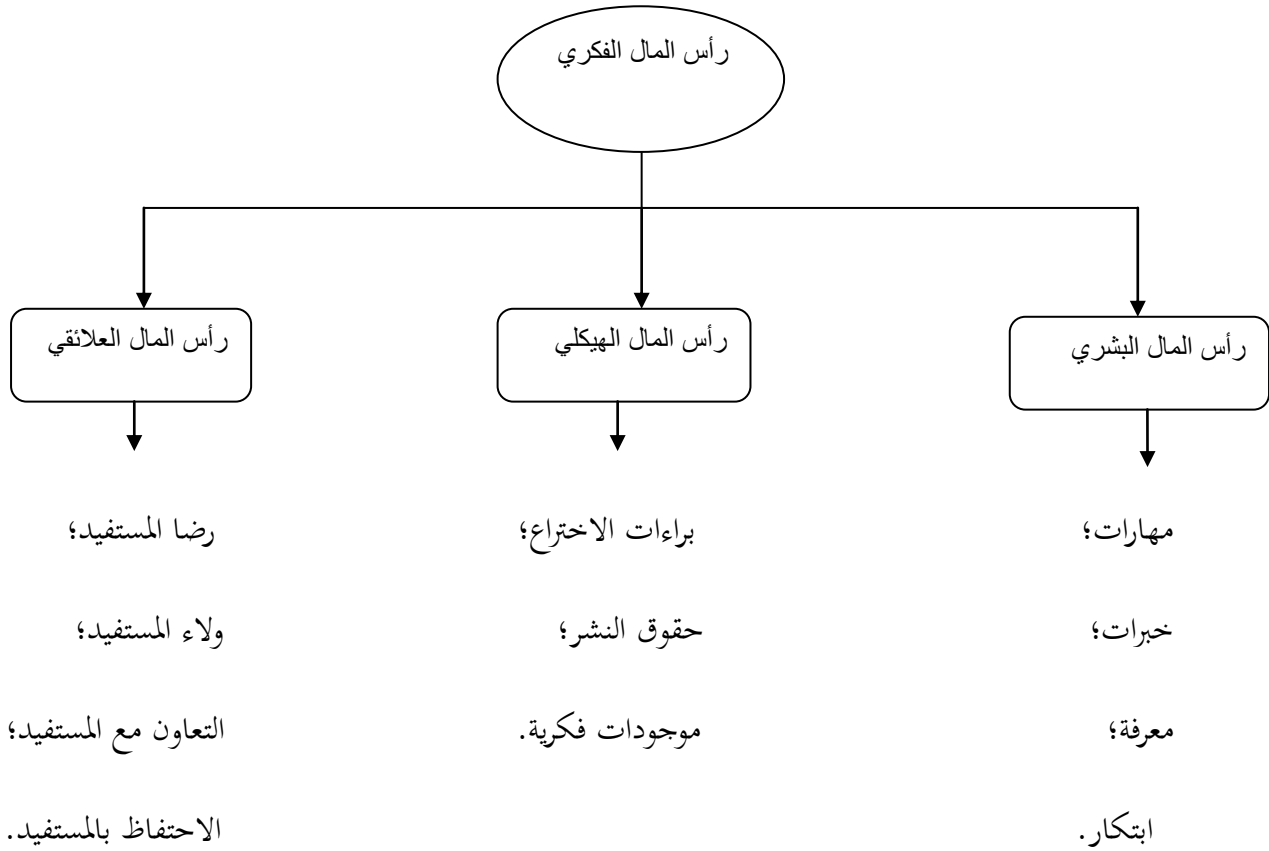 رأس المال الفكري
رأس المال البشري
رأس المال الهيكلي
رأس المال العلائقي
مهارات؛
خبرات؛
معرفة؛
ابتكار.
براءات الاختراع؛
حقوق النشر؛
موجودات فكرية.
رضا المستفيد؛
ولاء المستفيد؛
التعاون مع المستفيد؛
الاحتفاظ بالمستفيد.